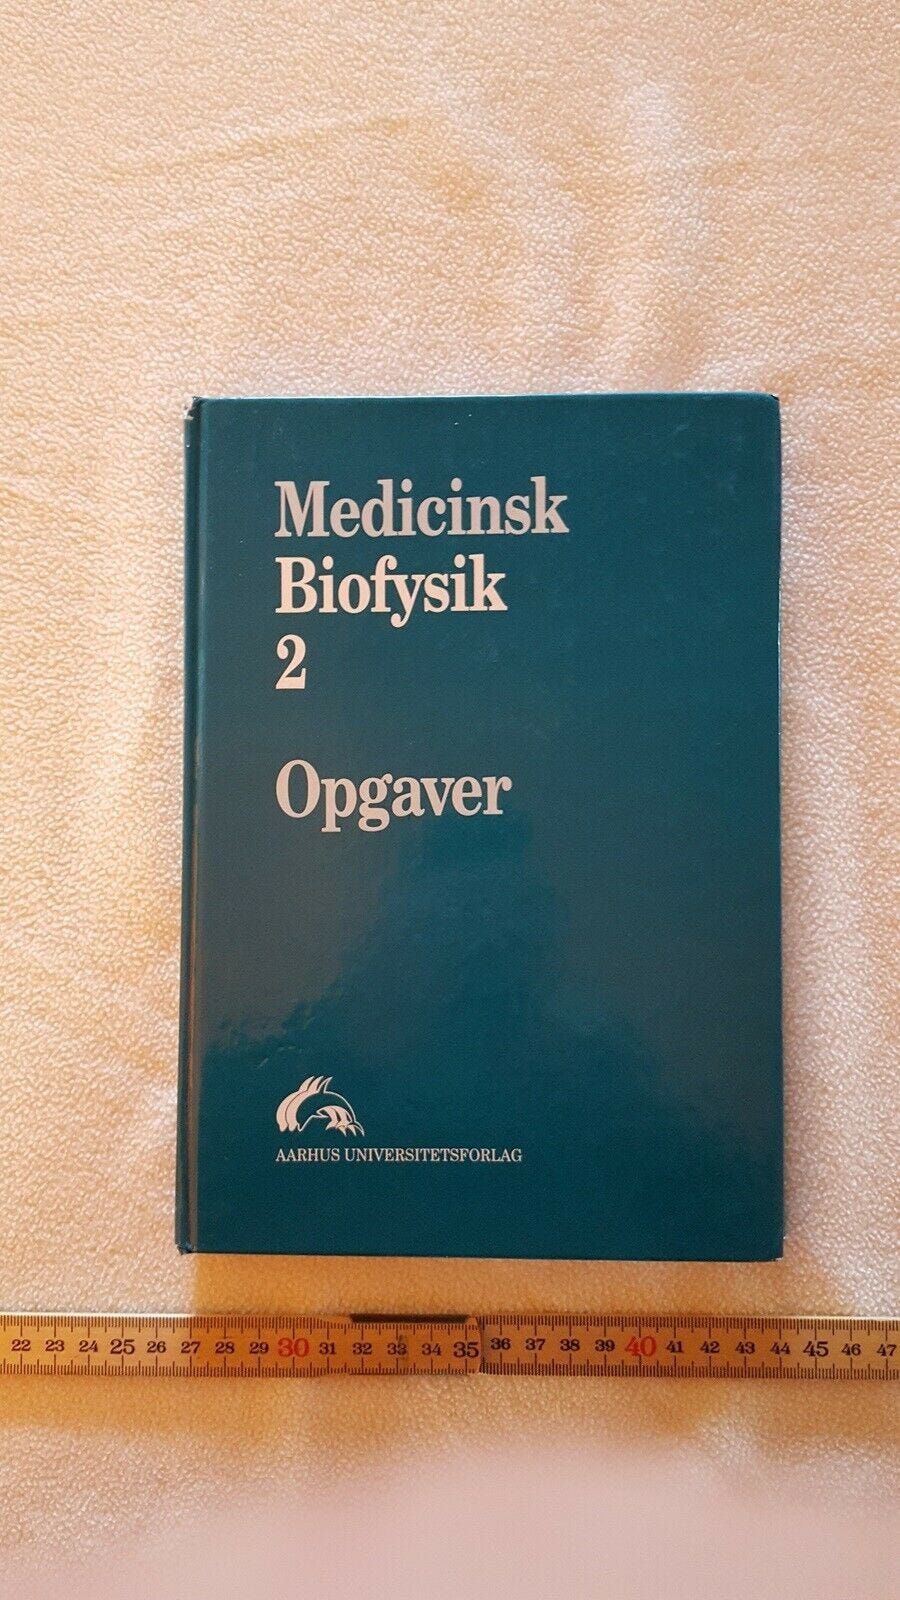 Medicinsk
Biofysik
2
Opgaver
AARHUS UNIVERSITETSFORLAG
22 23 24 25 26 27 28 29 30 31 32 33 34 35 36 37 38 39 40 41 42 43 44 45 46 47